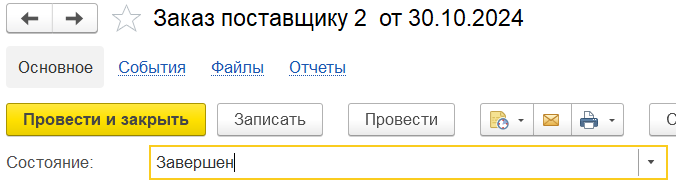 Заказ поставщику 2 от 30.10.2024
Основное События Файлы Отчеты
Провести и закрыть Записать Провести С
Состояние: Завершен